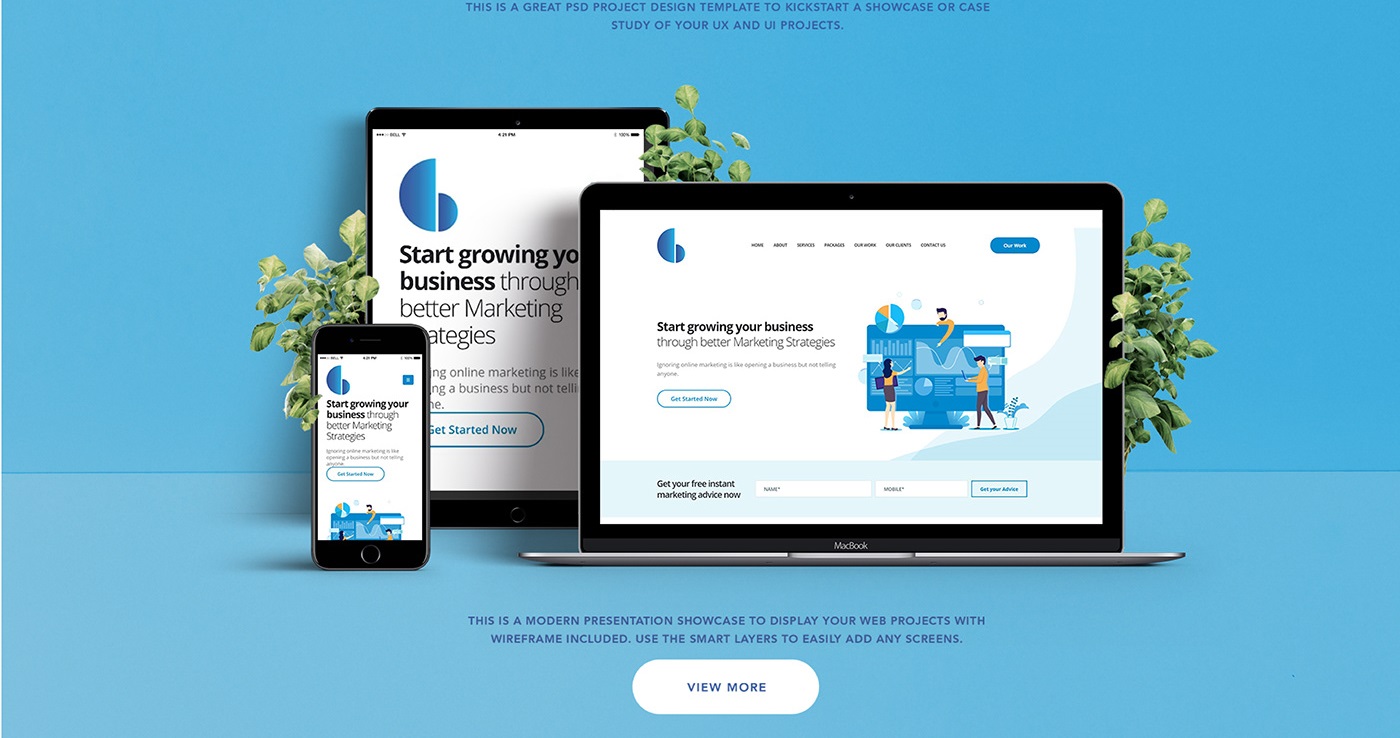 THIS IS A GREAT PSD PROJECT DESIGN TEMPLATE TO KICKSTART A SHOWCASE OR CASE
STUDY OF YOUR UX AND UI PROJECTS.
BELL 4:21 PM 100%
Start growing yo
business through
better Marketing
ategies
ing online marketing is like
ng a business but not telli
ne.
Get Started Now
HOME ABOUT SERVICES PACKAGES OUR WORK OUR CLIENTS CONTACT US Our Work
Start growing your business
through better Marketing Strategies
Ignoring online marketing is like opening a business but not telling
anyone.
Get Started Now
Get your free instant
marketing advice now
NAME* MOBILE* Get your Advice
MacBook
BELL 4:21 PM 100%
Start growing your
business through
better Marketing
Strategies
Ignoring online marketing is like
opening a business but not telling
anyone.
Get Started Now
THIS IS A MODERN PRESENTATION SHOWCASE TO DISPLAY YOUR WEB PROJECTS WITH
WIREFRAME INCLUDED. USE THE SMART LAYERS TO EASILY ADD ANY SCREENS.
VIEW MORE